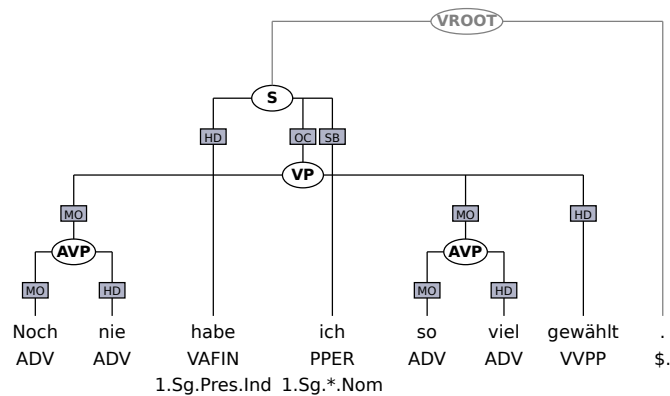 VROOT
S
HD OC SB
VP
MO MO HD
AVP AVP
MO HD MO HD
Noch nie habe ich so viel gewählt .
ADV ADV VAFIN PPER ADV ADV VVPP $.
1.Sg.Pres.Ind 1.Sg.*.Nom